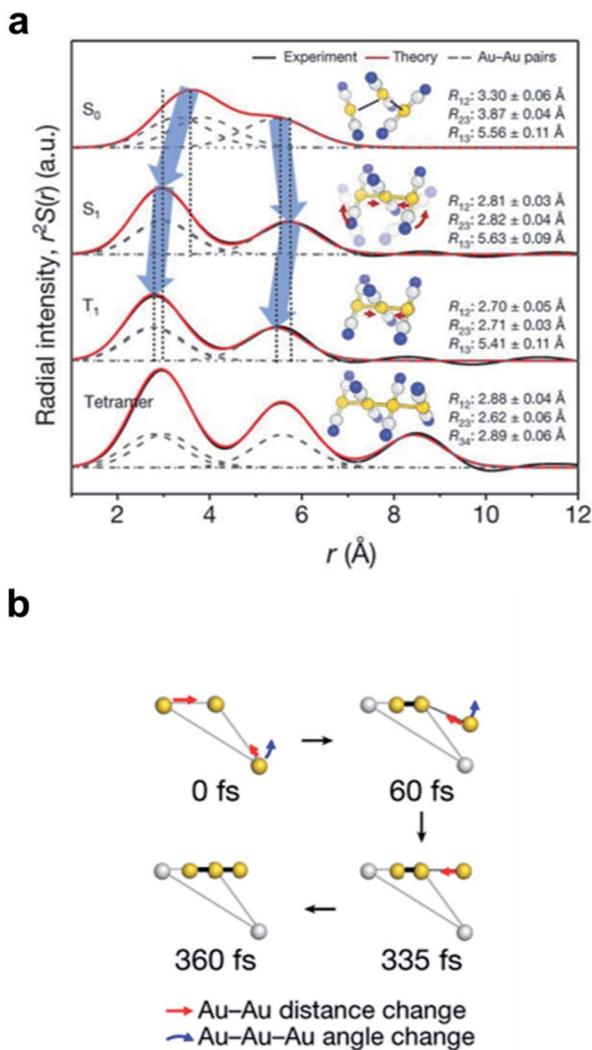 a
Experiment Theory Au–Au pairs
S₀
R₁₂: 3.30 ± 0.06 Å
R₂₃: 3.87 ± 0.04 Å
R₁₃: 5.56 ± 0.11 Å
S₁
R₁₂: 2.81 ± 0.03 Å
R₂₃: 2.82 ± 0.04 Å
R₁₃: 5.63 ± 0.09 Å
T₁
R₁₂: 2.70 ± 0.05 Å
R₂₃: 2.71 ± 0.03 Å
R₁₃: 5.41 ± 0.11 Å
Tetramer
R₁₂: 2.88 ± 0.04 Å
R₂₃: 2.62 ± 0.06 Å
R₃₄: 2.89 ± 0.06 Å
Radial intensity, r²S(r) (a.u.)
2 4 6 8 10 12
r (Å)
b
0 fs 60 fs
360 fs 335 fs
Au–Au distance change
Au–Au–Au angle change